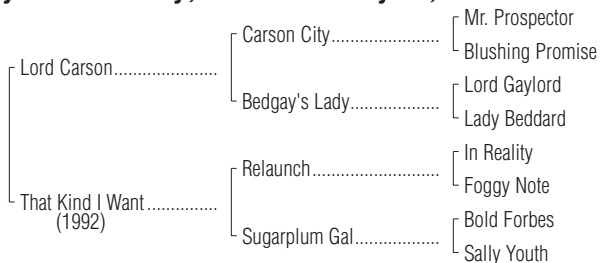 Mr. Prospector
Carson City
Blushing Promise
Lord Carson
Lord Gaylord
Bedgay's Lady
Lady Beddard
In Reality
Relaunch
Foggy Note
That Kind I Want
(1992)
Bold Forbes
Sugarplum Gal
Sally Youth